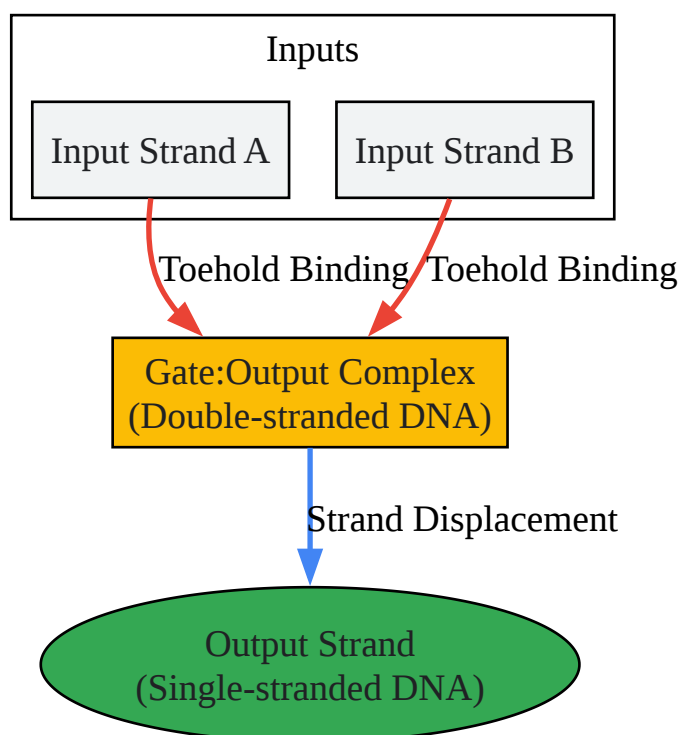 Inputs
Input Strand A
Input Strand B
Toehold Binding
Toehold Binding
Gate:Output Complex
(Double-stranded DNA)
Strand Displacement
Output Strand
(Single-stranded DNA)